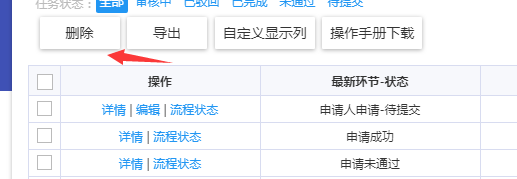 任务状态： 全部 审核中 已驳回 已完成 未通过 待提交
删除 导出 自定义显示列 操作手册下载
操作 最新环节-状态
详情 | 编辑 | 流程状态 申请人申请-待提交
详情 | 流程状态 申请成功
详情 | 流程状态 申请未通过